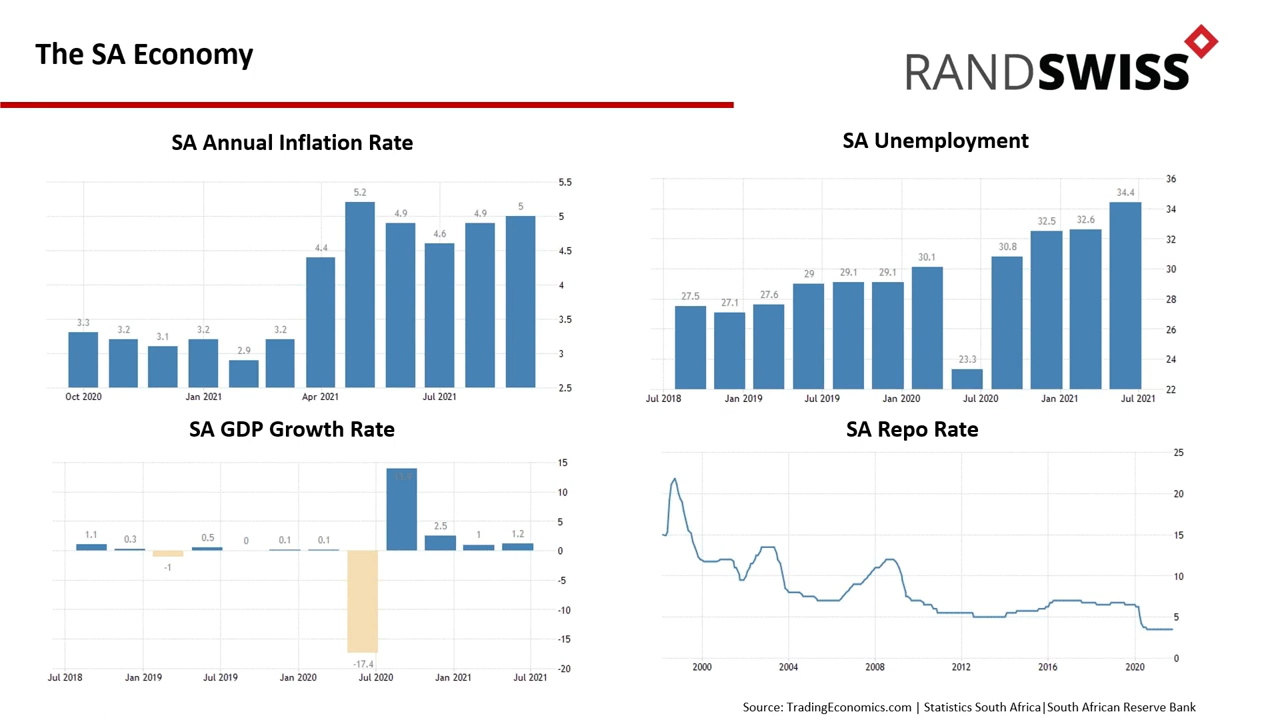 The SA Economy
RANDSWISS
SA Annual Inflation Rate
5.5
5
4.5
4
3.5
3
2.5
3.3
3.2
3.1
3.2
2.9
3.2
4.4
5.2
4.9
4.6
4.9
5
Oct 2020
Jan 2021
Apr 2021
Jul 2021
SA Unemployment
36
34
32
30
28
26
24
22
27.5
27.1
27.6
29
29.1
29.1
30.1
23.3
30.8
32.5
32.6
34.4
Jul 2018
Jan 2019
Jul 2019
Jan 2020
Jul 2020
Jan 2021
Jul 2021
SA GDP Growth Rate
15
10
5
0
-5
-10
-15
-20
1.1
0.3
-1
0.5
0
0.1
0.1
-17.4
2.5
1
1.2
Jul 2018
Jan 2019
Jul 2019
Jan 2020
Jul 2020
Jan 2021
Jul 2021
SA Repo Rate
25
20
15
10
5
0
2000
2004
2008
2012
2016
2020
Source: TradingEconomics.com | Statistics South Africa|South African Reserve Bank